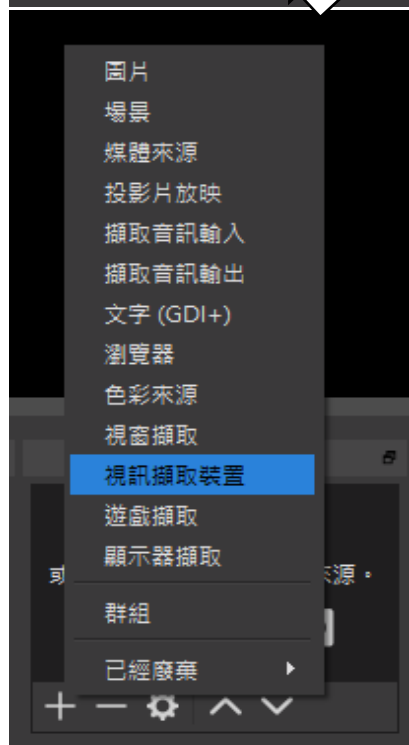 圖片
場景
媒體來源
投影片放映
擷取音訊輸入
擷取音訊輸出
文字 (GDI+)
瀏覽器
色彩來源
視窗擷取
視訊擷取裝置
遊戲擷取
顯示器擷取
或 來源。
群組
已經廢棄